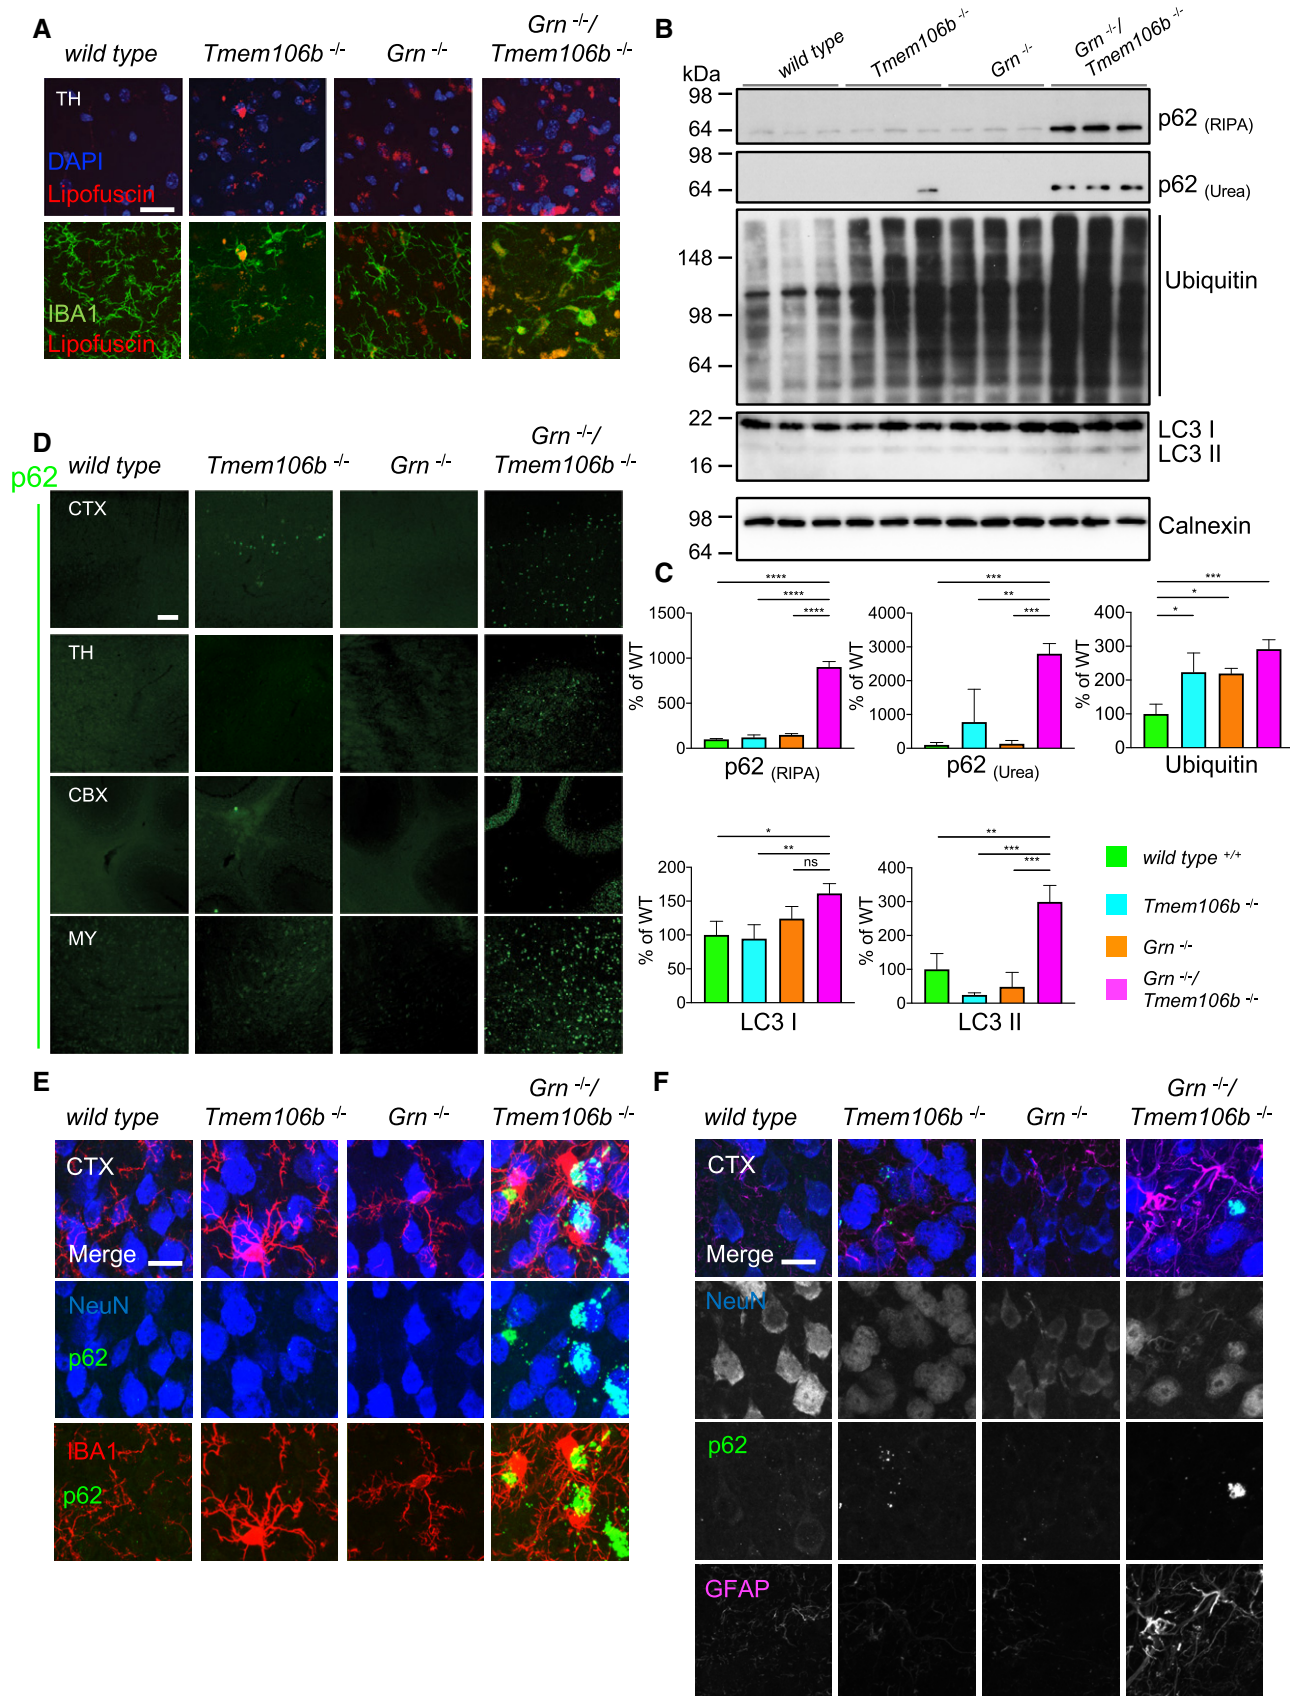 A
wild type
Tmem106b -/-
Grn -/-
Grn -/-/
Tmem106b -/-
TH
DAPI
Lipofuscin
IBA1
Lipofuscin
B
kDa
wild type
Tmem106b -/-
Grn -/-
Grn -/-/
Tmem106b -/-
98
64
p62 (RIPA)
98
64
p62 (Urea)
148
98
64
Ubiquitin
22
16
LC3 I
LC3 II
98
64
Calnexin
C
****
****
****
% of WT
1500
1000
500
0
p62 (RIPA)
***
**
***
% of WT
4000
3000
2000
1000
0
p62 (Urea)
***
*
*
% of WT
400
300
200
100
0
Ubiquitin
*
**
ns
% of WT
200
150
100
50
0
LC3 I
**
***
***
% of WT
400
300
200
100
0
LC3 II
wild type +/+
Tmem106b -/-
Grn -/-
Grn -/-/
Tmem106b -/-
D
p62
wild type
Tmem106b -/-
Grn -/-
Grn -/-/
Tmem106b -/-
CTX
TH
CBX
MY
E
wild type
Tmem106b -/-
Grn -/-
Grn -/-/
Tmem106b -/-
CTX
Merge
NeuN
p62
IBA1
p62
F
wild type
Tmem106b -/-
Grn -/-
Grn -/-/
Tmem106b -/-
CTX
Merge
NeuN
p62
GFAP